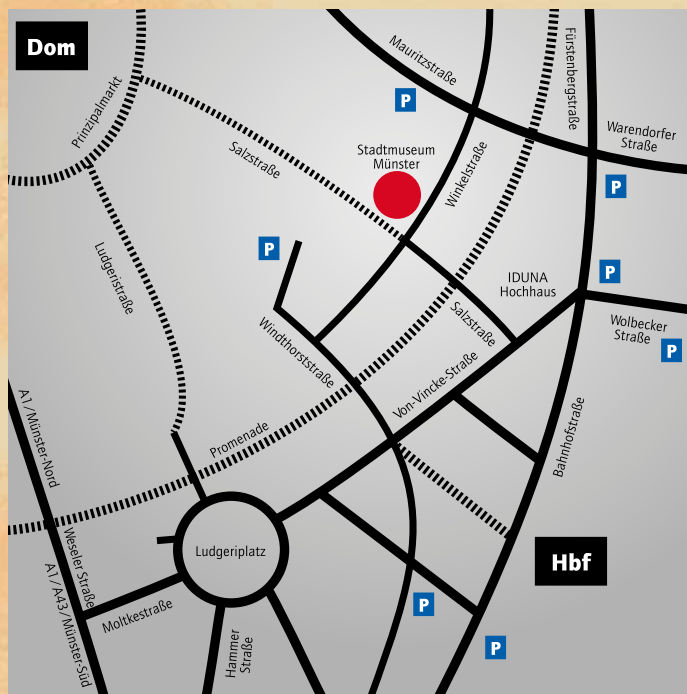 Dom
Mauritzstraße
Fürstenbergstraße
Prinzipalmarkt
P
Warendorfer
Straße
Salzstraße
Stadtmuseum
Münster
Winkelstraße
P
P
Ludgeristraße
IDUNA
Hochhaus
P
Salzstraße
Wolbecker
Straße
P
Windthorststraße
Von-Vincke-Straße
A1/Münster-Nord
Promenade
Bahnhofstraße
Weseler Straße
Ludgeriplatz
Hbf
A1/A43/Münster-Süd
Moltkestraße
P
Hammer
Straße
P